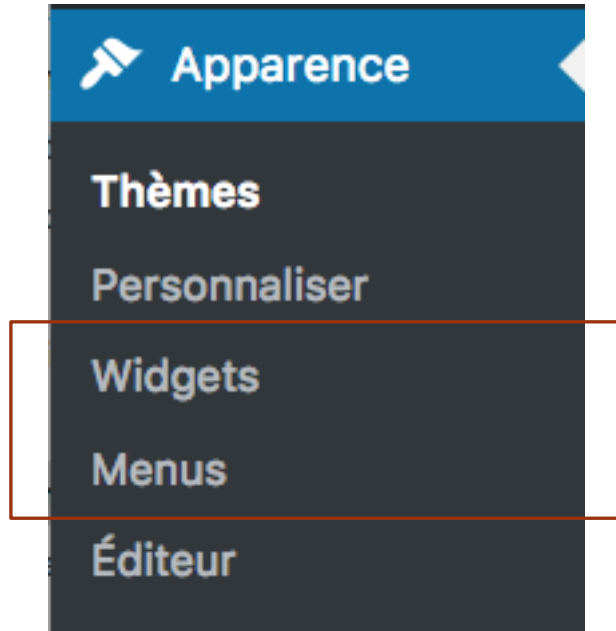 Apparence
Thèmes
Personnaliser
Widgets
Menus
Éditeur